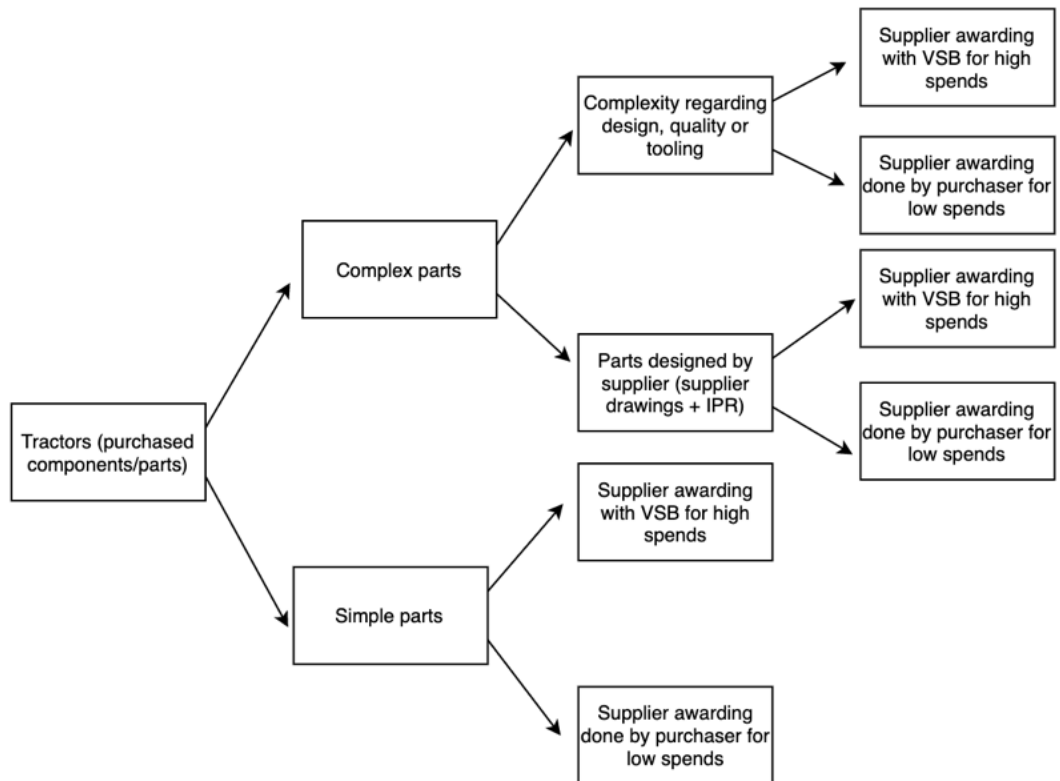 Supplier awarding
with VSB for high
spends
Complexity regarding
design, quality or
tooling
Supplier awarding
done by purchaser for
low spends
Complex parts
Supplier awarding
with VSB for high
spends
Parts designed by
supplier (supplier
drawings + IPR)
Supplier awarding
done by purchaser for
low spends
Tractors (purchased
components/parts)
Supplier awarding
with VSB for high
spends
Simple parts
Supplier awarding
done by purchaser for
low spends